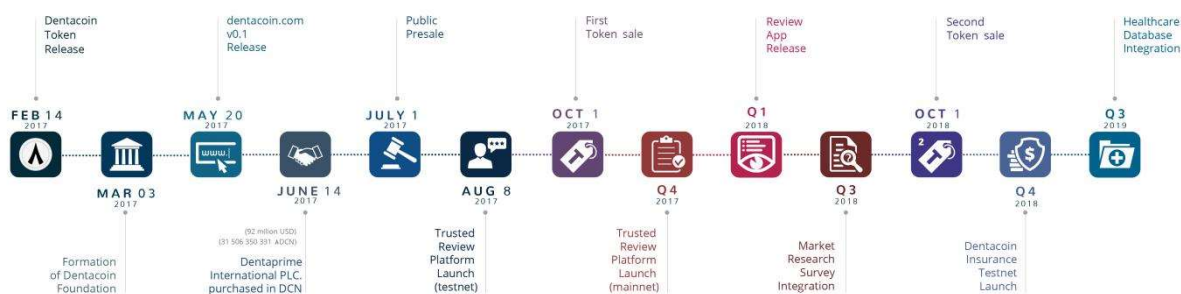 Dentacoin
Token
Release
FEB 14
2017
MAR 03
2017
Formation
of Dentacoin
Foundation
dentacoin.com
v0.1
Release
MAY 20
2017
www.|
JUNE 14
2017
(92 milion USD)
(31 506 350 331 ADCN)
Dentaprime
International PLC.
purchased in DCN
Public
Presale
JULY 1
2017
AUG 8
2017
Trusted
Review
Platform
Launch
(testnet)
First
Token sale
OCT 1
2017
T
Q4
2017
Trusted
Review
Platform
Launch
(mainnet)
Review
App
Release
Q1
2018
Q3
2018
Market
Research
Survey
Integration
Second
Token sale
OCT 1
2018
2
T
Q4
2018
Dentacoin
Insurance
Testnet
Launch
Healthcare
Database
Integration
Q3
2019